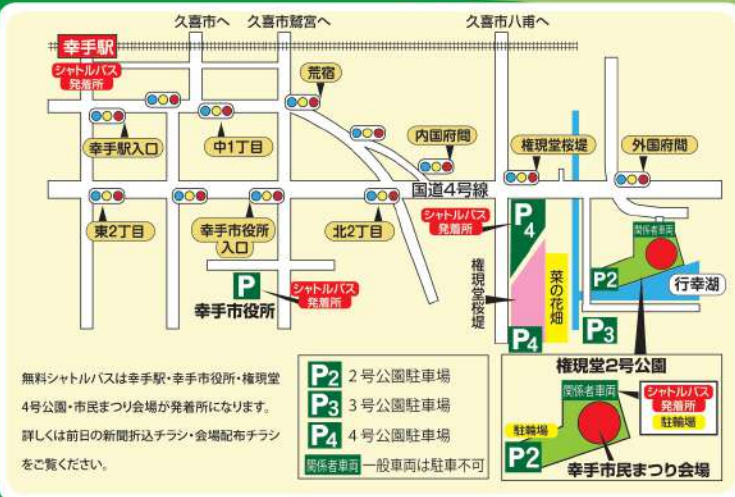 久喜市へ
久喜市鷲宮へ
久喜市八甫へ
幸手駅
シャトルバス
発着所
荒宿
幸手駅入口
中1丁目
内国府間
権現堂桜堤
外国府間
国道4号線
東2丁目
幸手市役所
入口
北2丁目
シャトルバス
発着所
P4
関係者車両
P
シャトルバス
発着所
幸手市役所
権現堂桜堤
菜の花畑
P2
行幸湖
P4
P3
権現堂2号公園
無料シャトルバスは幸手駅・幸手市役所・権現堂
4号公園・市民まつり会場が発着所になります。
詳しくは前日の新聞折込チラシ・会場配布チラシ
をご覧ください。
P2 2号公園駐車場
P3 3号公園駐車場
P4 4号公園駐車場
関係者車両 一般車両は駐車不可
関係者車両
シャトルバス
発着所
駐輪場
駐輪場
P2
幸手市民まつり会場